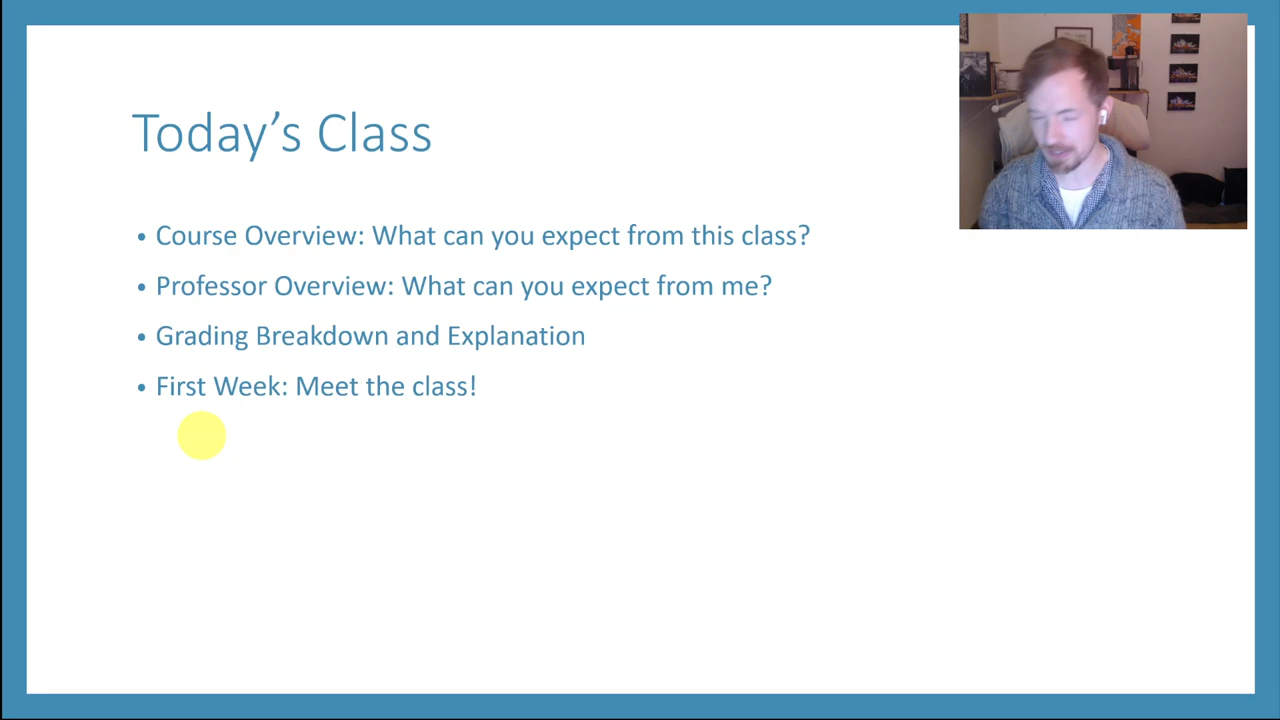 Today's Class
• Course Overview: What can you expect from this class?
• Professor Overview: What can you expect from me?
• Grading Breakdown and Explanation
• First Week: Meet the class!